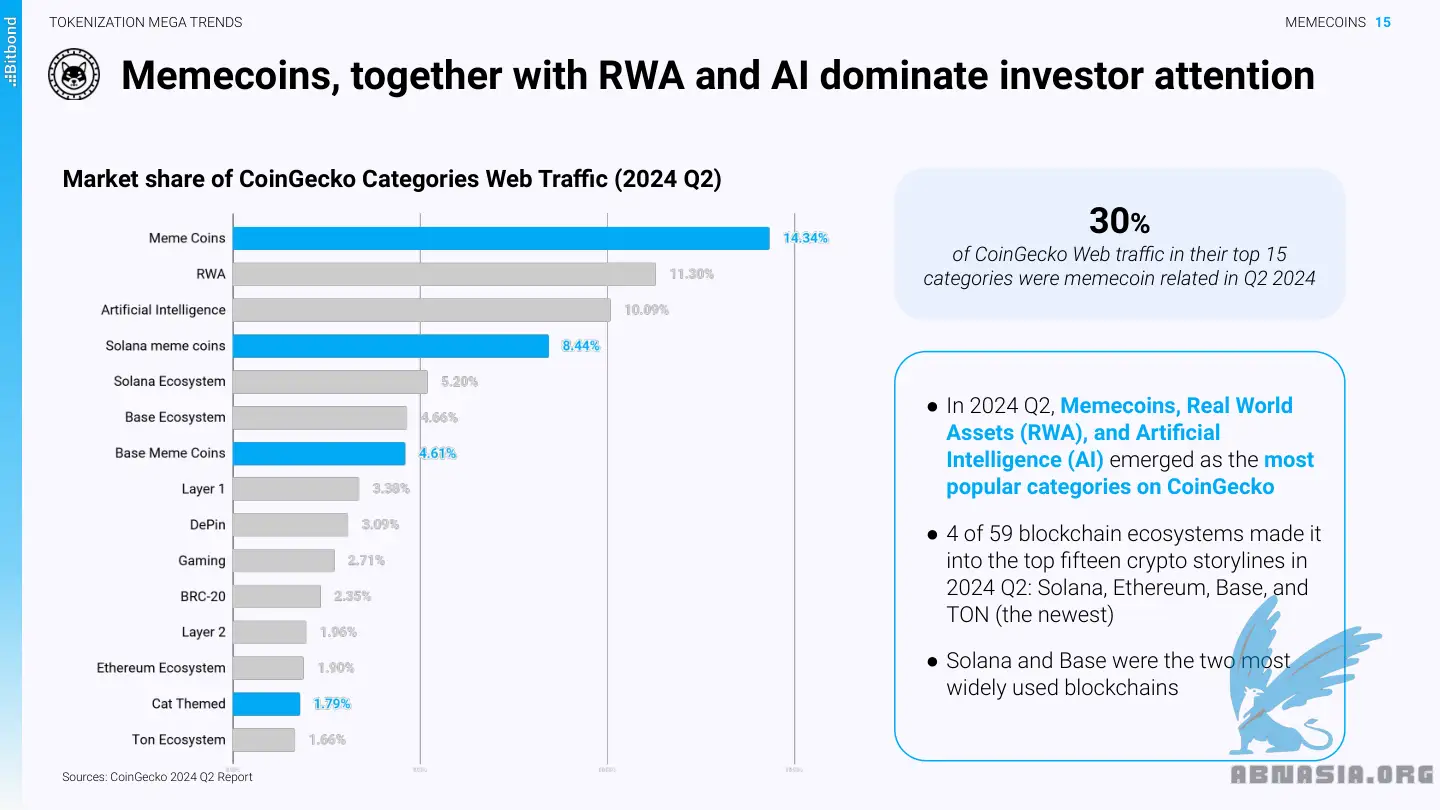 TOKENIZATION MEGA TRENDS
MEMECOINS 15
Bitbond
Memecoins, together with RWA and AI dominate investor attention
Market share of CoinGecko Categories Web Traffic (2024 Q2)
Meme Coins 14.34%
RWA 11.30%
Artificial Intelligence 10.09%
Solana meme coins 8.44%
Solana Ecosystem 5.20%
Base Ecosystem 4.66%
Base Meme Coins 4.61%
Layer 1 3.38%
DePin 3.09%
Gaming 2.71%
BRC-20 2.35%
Layer 2 1.96%
Ethereum Ecosystem 1.90%
Cat Themed 1.79%
Ton Ecosystem 1.66%
Sources: CoinGecko 2024 Q2 Report
30%
of CoinGecko Web traffic in their top 15
categories were memecoin related in Q2 2024
● In 2024 Q2, Memecoins, Real World
Assets (RWA), and Artificial
Intelligence (AI) emerged as the most
popular categories on CoinGecko
● 4 of 59 blockchain ecosystems made it
into the top fifteen crypto storylines in
2024 Q2: Solana, Ethereum, Base, and
TON (the newest)
● Solana and Base were the two most
widely used blockchains
ABNASIA.ORG